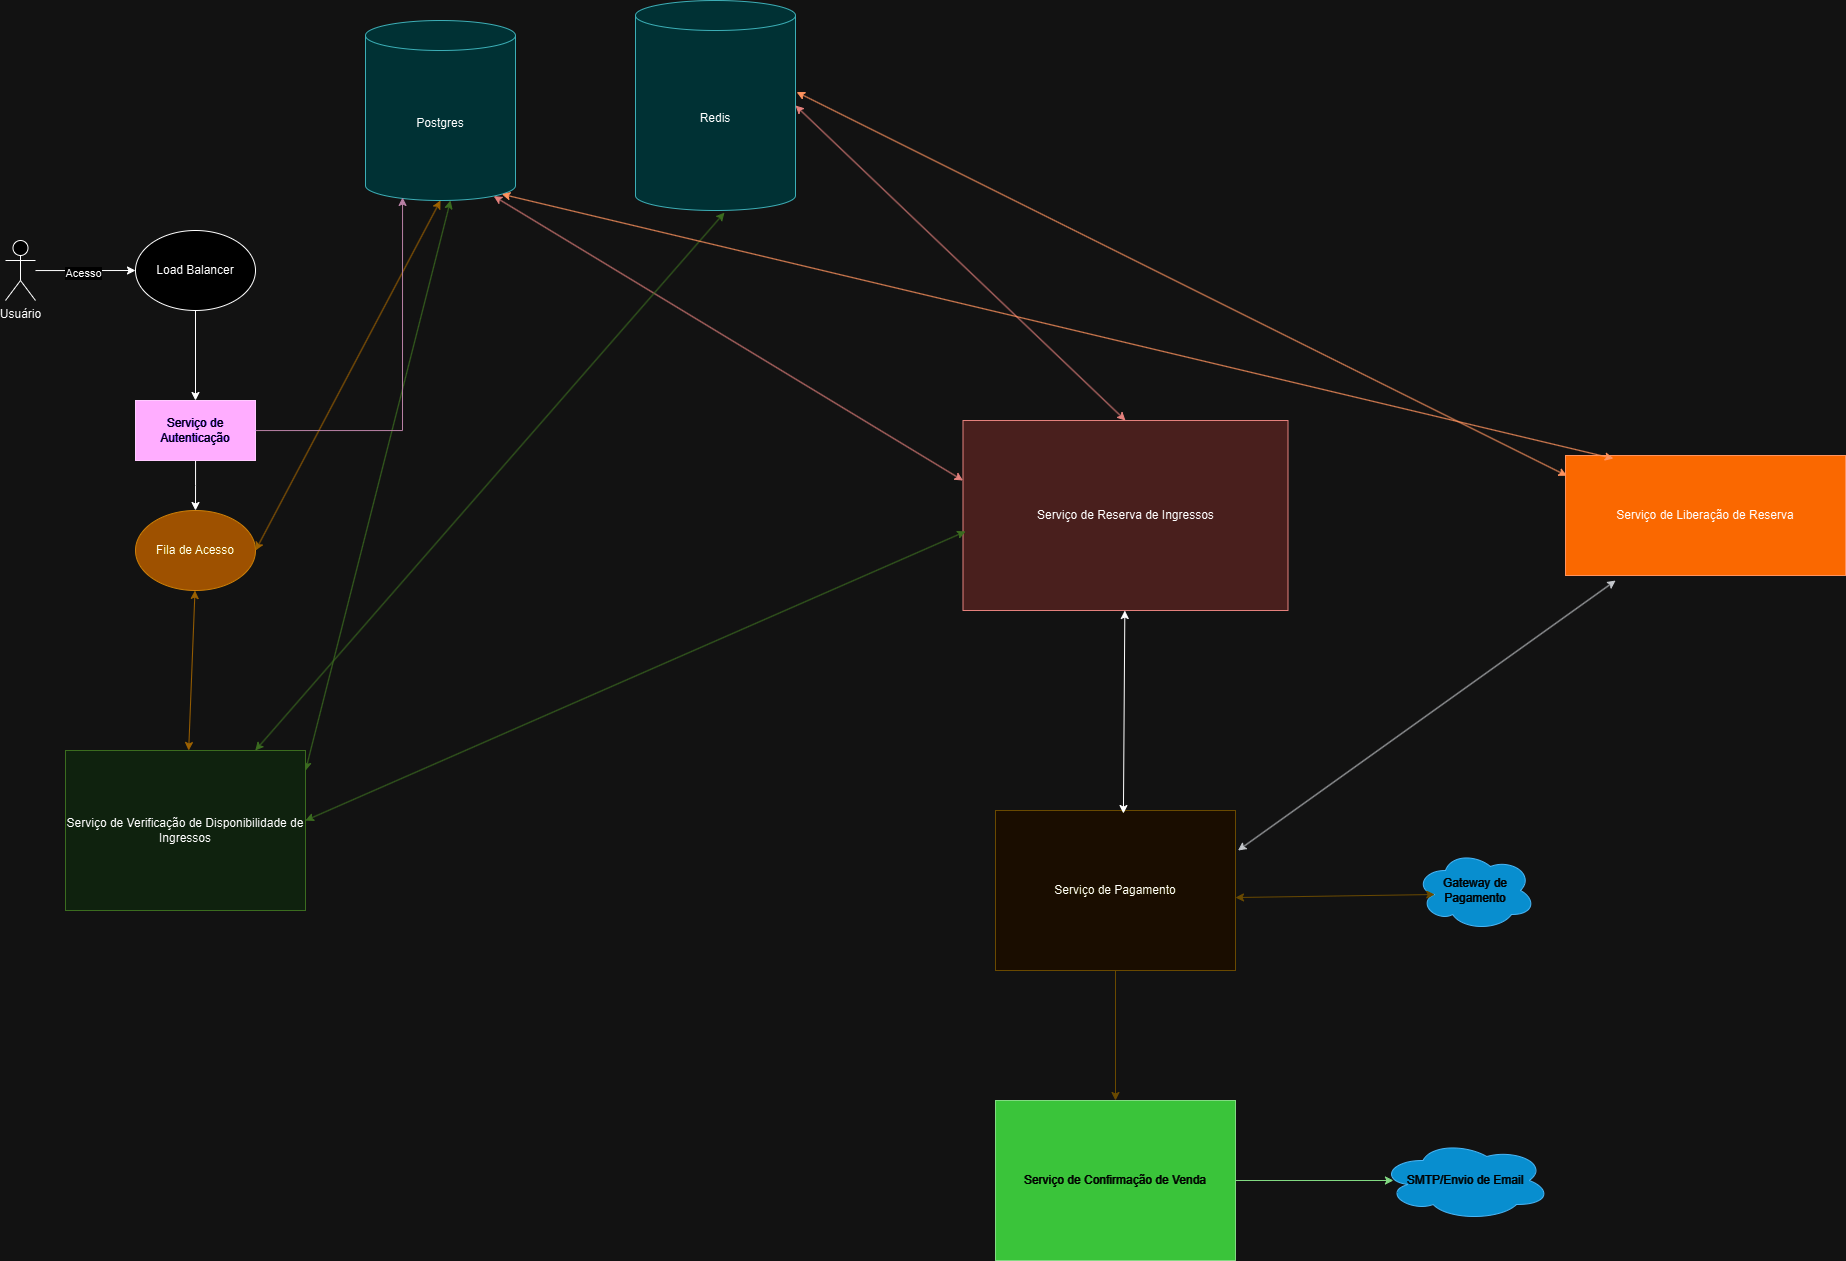 Redis
Postgres
Acesso
Load Balancer
Usuário
Serviço de
Autenticação
Fila de Acesso
Serviço de Reserva de Ingressos
Serviço de Liberação de Reserva
Serviço de Verificação de Disponibilidade de
Ingressos
Serviço de Pagamento
Gateway de
Pagamento
Serviço de Confirmação de Venda
SMTP/Envio de Email